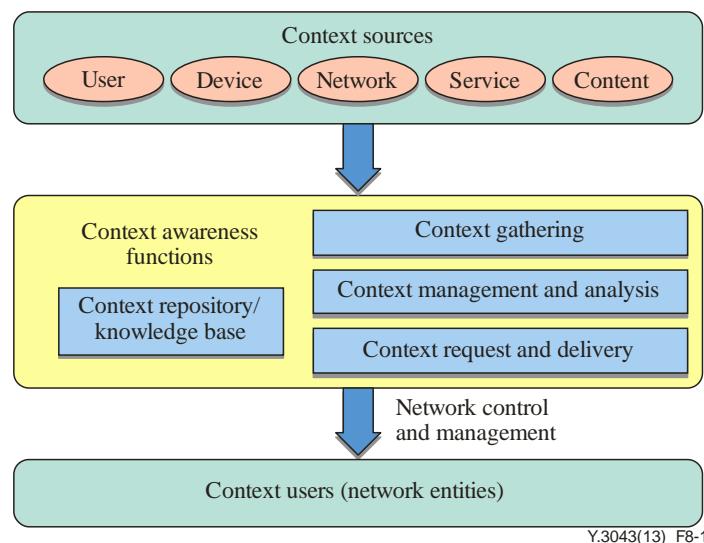 Context sources
User Device Network Service Content
Context awareness
functions
Context repository/
knowledge base
Context gathering
Context management and analysis
Context request and delivery
Network control
and management
Context users (network entities)
Y.3043(13)_F8-1